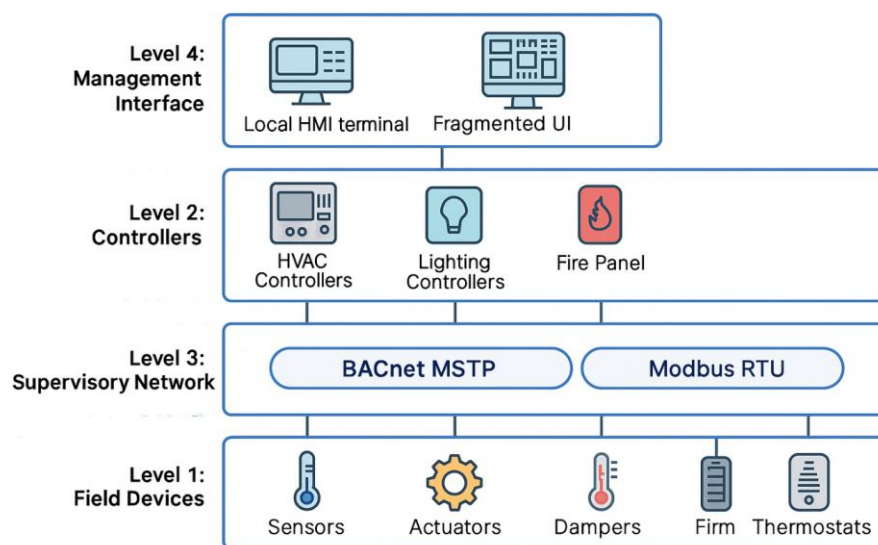 Level 4:
Management
Interface
Local HMI terminal
Fragmented UI
Level 2:
Controllers
HVAC
Controllers
Lighting
Controllers
Fire Panel
Level 3:
Supervisory Network
BACnet MSTP
Modbus RTU
Level 1:
Field Devices
Sensors
Actuators
Dampers
Firm
Thermostats